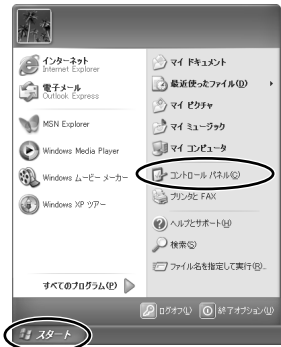 インターネット
Internet Explorer
電子メール
Outlook Express
MSN Explorer
Windows Media Player
Windows ムービー メーカー
Windows XP ツアー
すべてのプログラム(P)
マイ ドキュメント
最近使ったファイル(D)
マイ ピクチャ
マイ ミュージック
マイ コンピュータ
コントロール パネル(C)
プリンタと FAX
ヘルプとサポート(H)
検索(S)
ファイル名を指定して実行(R)...
ログオフ(L)
終了オプション(U)
スタート